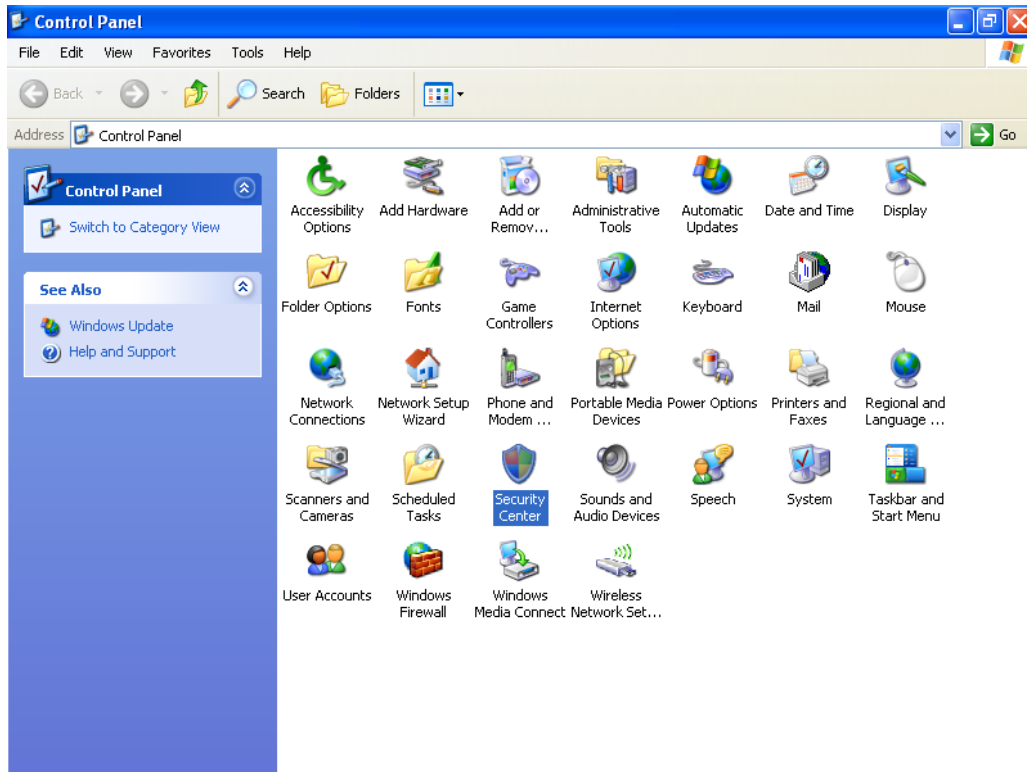 Control Panel
File Edit View Favorites Tools Help
Back Search Folders
Address Control Panel Go
Control Panel
Switch to Category View
See Also
Windows Update
Help and Support
Accessibility Options
Add Hardware
Add or Remov...
Administrative Tools
Automatic Updates
Date and Time
Display
Folder Options
Fonts
Game Controllers
Internet Options
Keyboard
Mail
Mouse
Network Connections
Network Setup Wizard
Phone and Modem ...
Portable Media Devices
Power Options
Printers and Faxes
Regional and Language ...
Scanners and Cameras
Scheduled Tasks
Security Center
Sounds and Audio Devices
Speech
System
Taskbar and Start Menu
User Accounts
Windows Firewall
Windows Media Connect
Wireless Network Set...